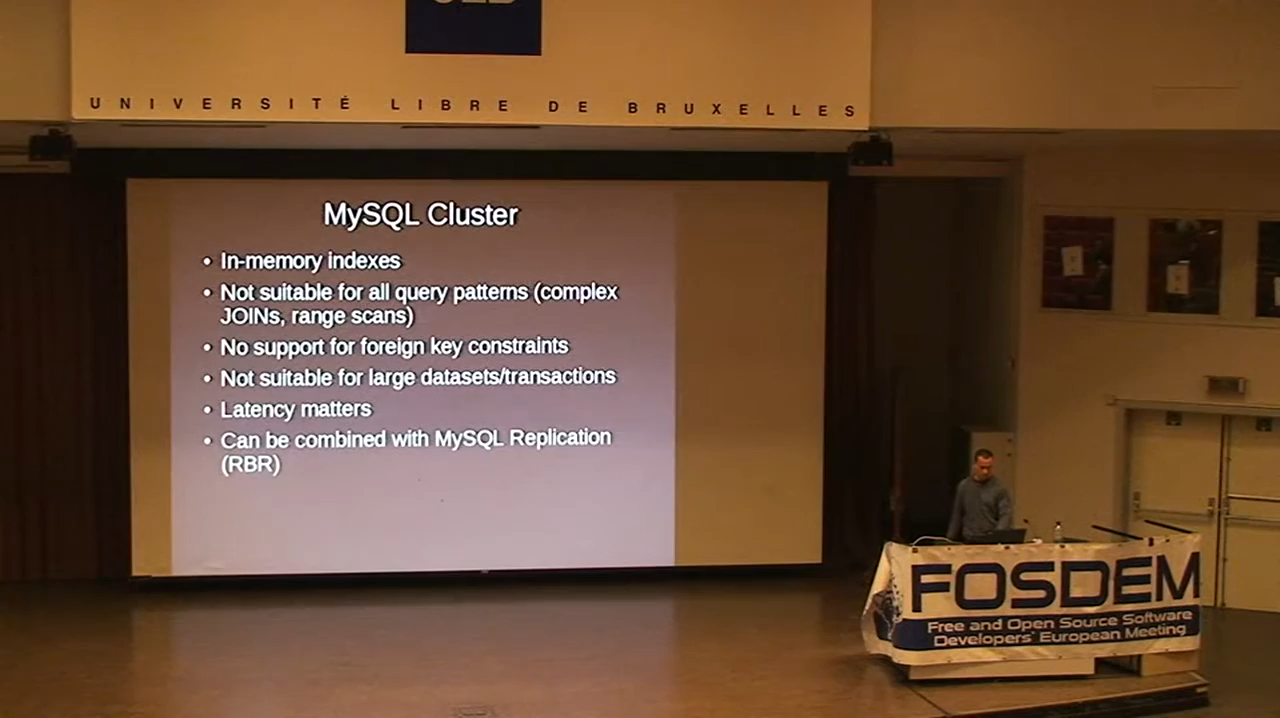 UNIVERSITÉ LIBRE DE BRUXELLES
MySQL Cluster
• In-memory indexes
• Not suitable for all query patterns (complex
JOINs, range scans)
• No support for foreign key constraints
• Not suitable for large datasets/transactions
• Latency matters
• Can be combined with MySQL Replication
(RBR)
FOSDEM
Free and Open Source Software
Developers' European Meeting